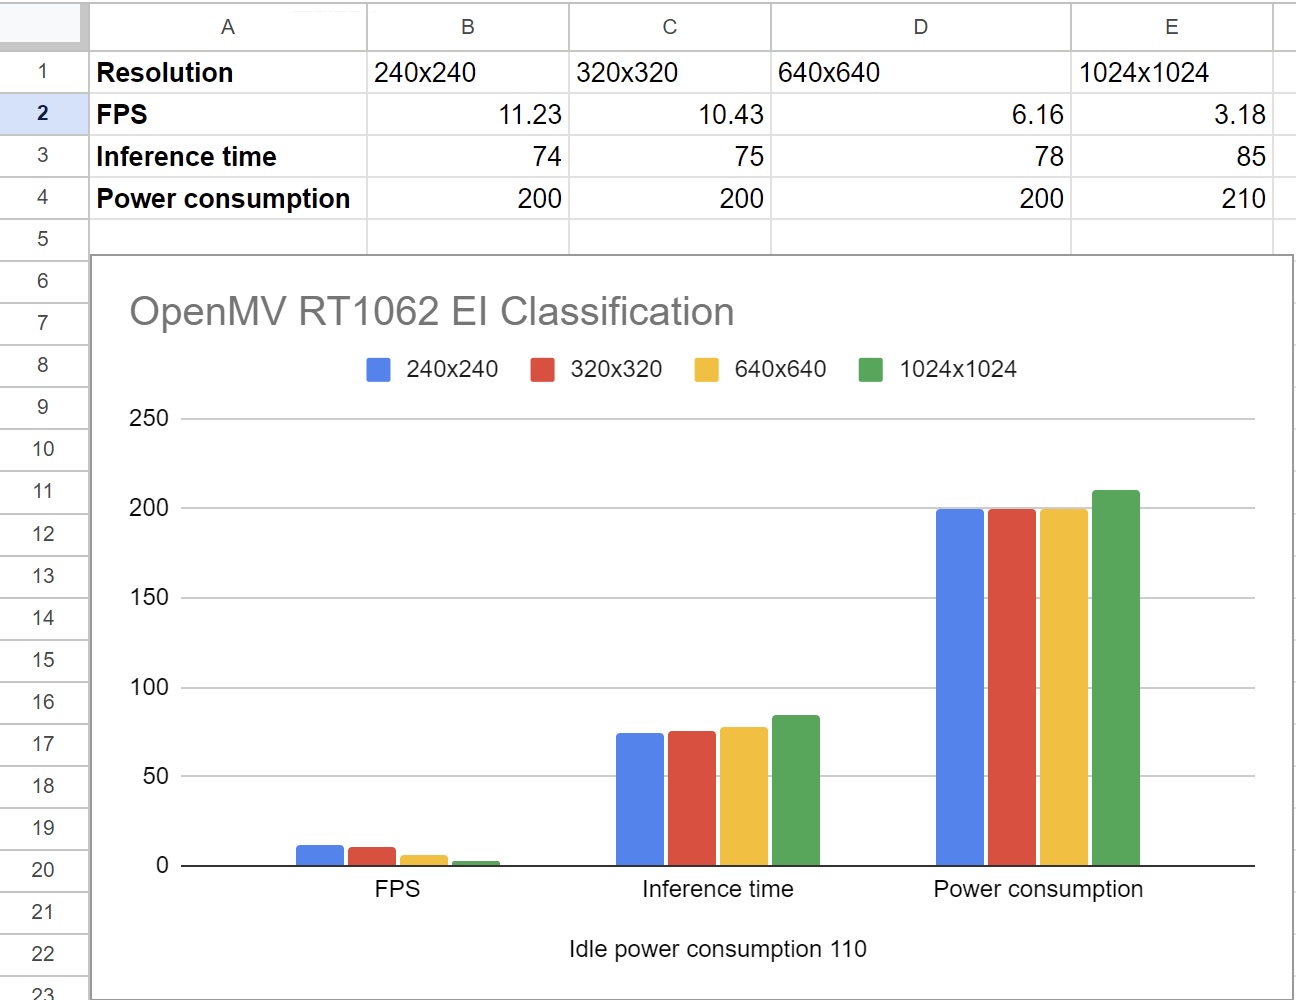 A B C D E
1 Resolution 240x240 320x320 640x640 1024x1024
2 FPS 11.23 10.43 6.16 3.18
3 Inference time 74 75 78 85
4 Power consumption 200 200 200 210
5
6
7
8
9
10
11
12
13
14
15
16
17
18
19
20
21
22
23
OpenMV RT1062 EI Classification
240x240 320x320 640x640 1024x1024
250
200
150
100
50
0
FPS Inference time Power consumption
Idle power consumption 110